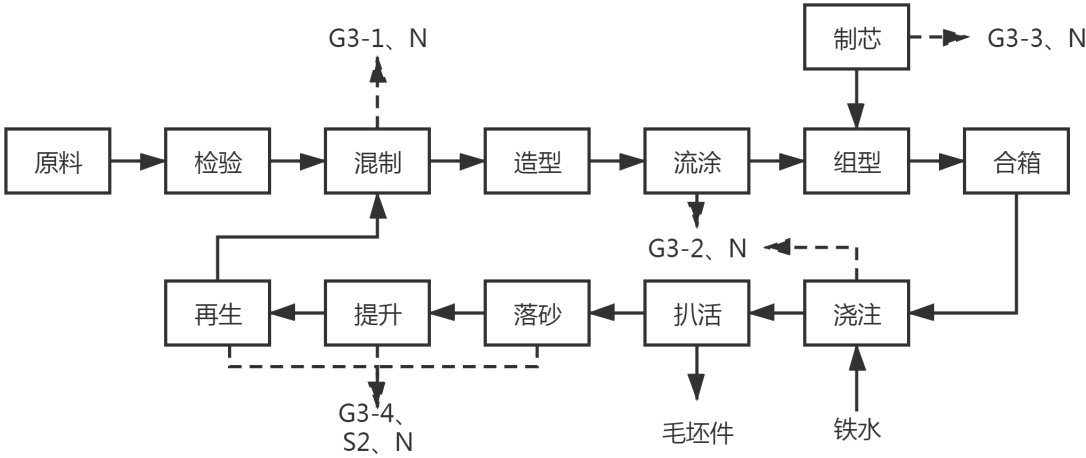 制芯
G3-3、N
G3-1、N
原料
检验
混制
造型
流涂
组型
合箱
G3-2、N
再生
提升
落砂
扒活
浇注
G3-4、
S2、N
毛坯件
铁水